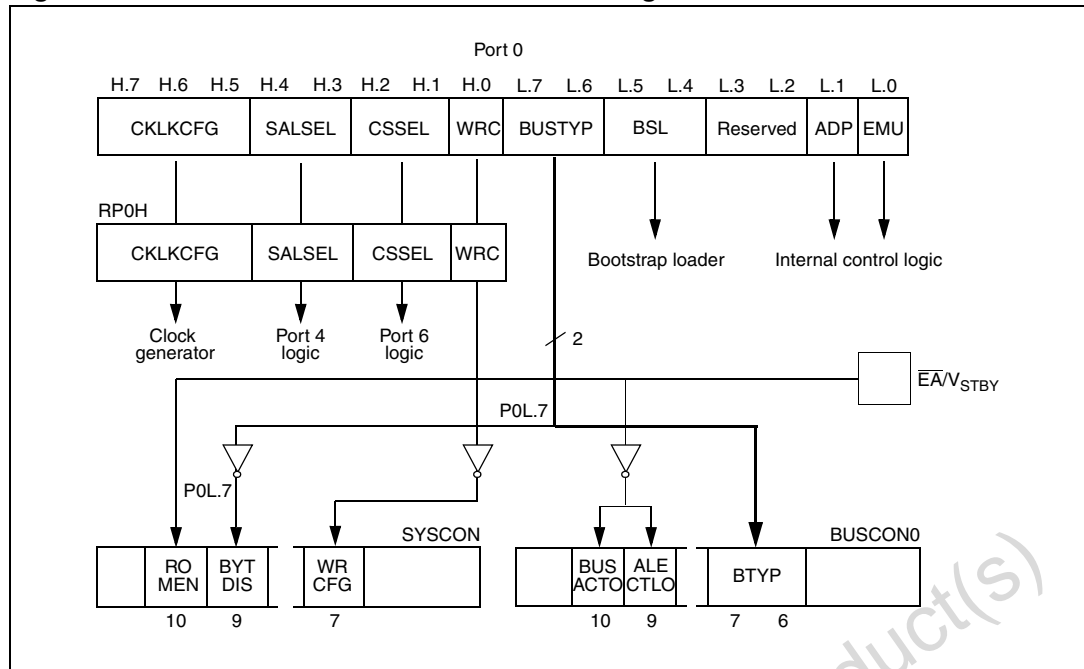 Port 0
H.7 H.6 H.5 H.4 H.3 H.2 H.1 H.0 L.7 L.6 L.5 L.4 L.3 L.2 L.1 L.0
CKLKCFG SALSEL CSSEL WRC BUSTYP BSL Reserved ADP EMU
RP0H
CKLKCFG SALSEL CSSEL WRC
Bootstrap loader Internal control logic
Clock generator
Port 4 logic
Port 6 logic
2
EA/VSTBY
P0L.7
P0L.7
SYSCON BUSCON0
RO MEN
BYT DIS
WR CFG
BUS ACTO
ALE CTLO
BTYP
10 9 7 10 9 7 6
duct(s)